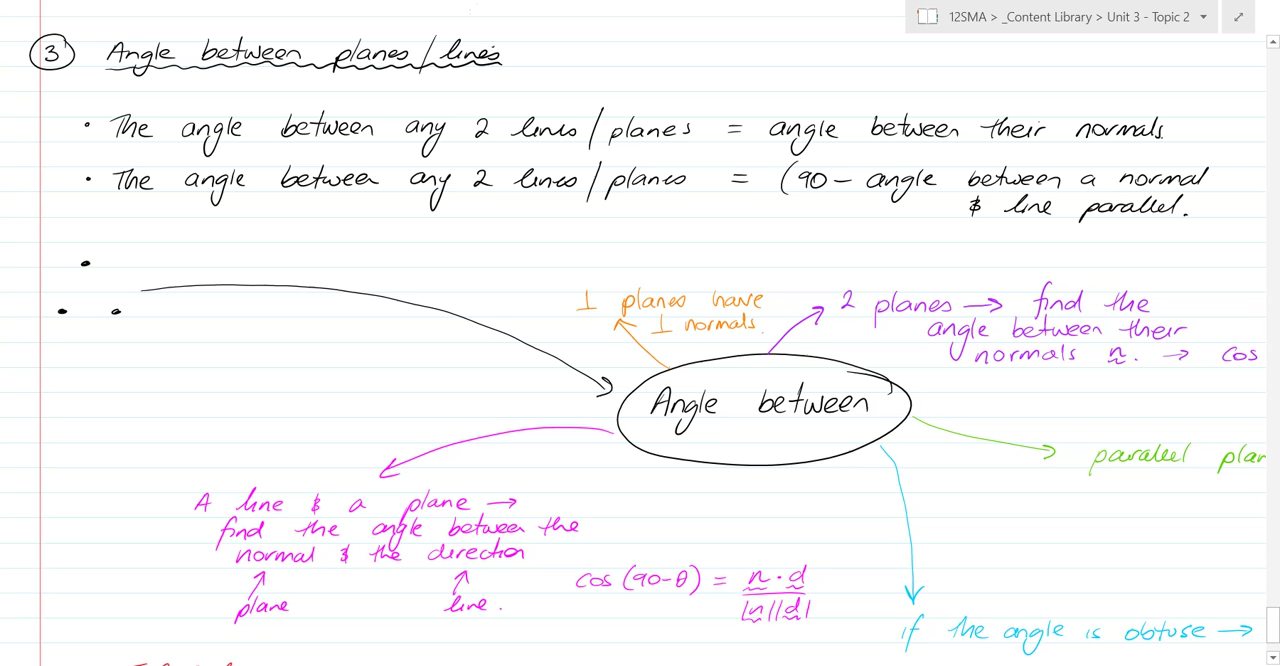 12SMA > _Content Library > Unit 3 - Topic 2
3 Angle between planes/lines
• The angle between any 2 lines/planes = angle between their normals.
• The angle between any 2 lines/planes = (90 - angle between a normal
& line parallel.
1 planes have
1 normals.
2 planes → find the
angle between their
normals n. → cos
Angle between
parallel plan
A line & a plane →
find the angle between the
normal & the direction
plane
line.
cos (90-θ) = n · d
|n||d|
if the angle is obtuse →